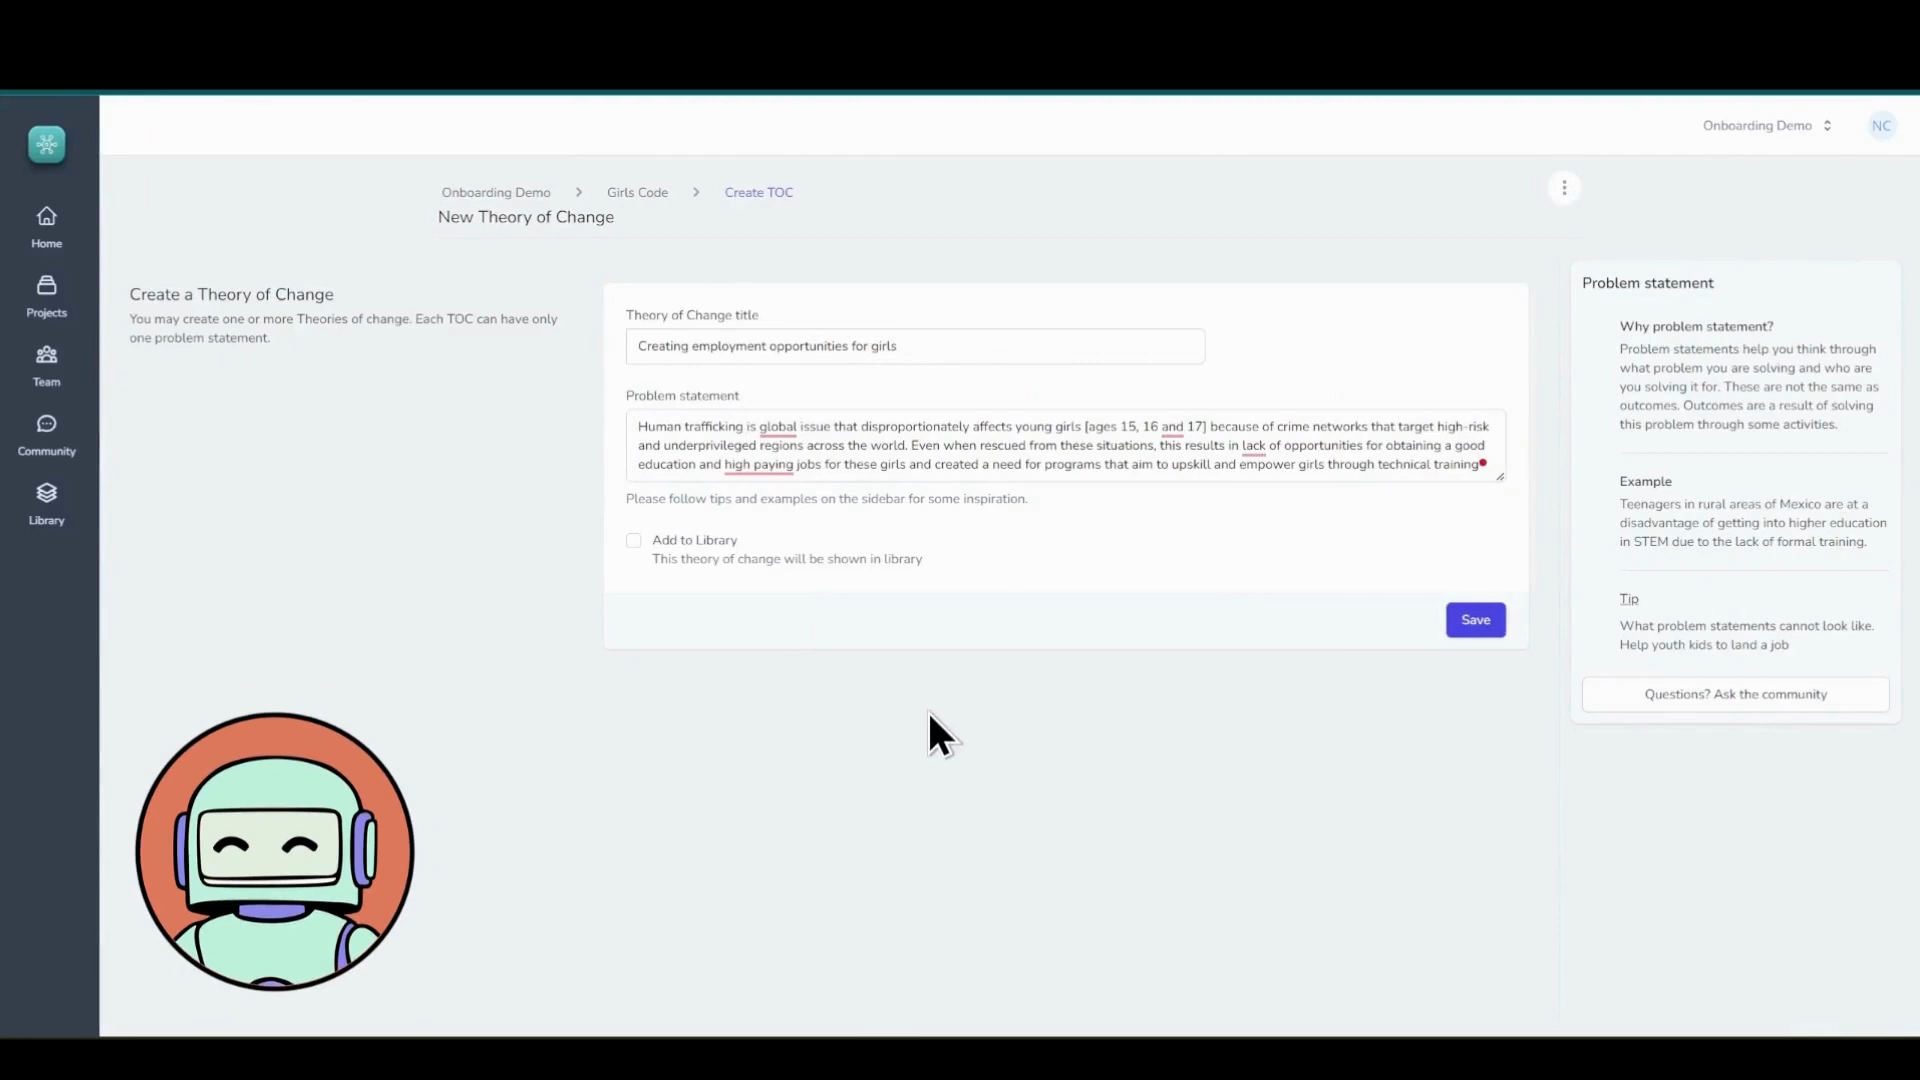 Onboarding Demo
NC
Home
Projects
Team
Community
Library
Onboarding Demo > Girls Code > Create TOC
New Theory of Change
Create a Theory of Change
You may create one or more Theories of change. Each TOC can have only
one problem statement.
Theory of Change title
Creating employment opportunities for girls
Problem statement
Human trafficking is global issue that disproportionately affects young girls [ages 15, 16 and 17] because of crime networks that target high-risk
and underprivileged regions across the world. Even when rescued from these situations, this results in lack of opportunities for obtaining a good
education and high paying jobs for these girls and created a need for programs that aim to upskill and empower girls through technical training
Please follow tips and examples on the sidebar for some inspiration.
Add to Library
This theory of change will be shown in library
Save
Problem statement
Why problem statement?
Problem statements help you think through
what problem you are solving and who are
you solving it for. These are not the same as
outcomes. Outcomes are a result of solving
this problem through some activities.
Example
Teenagers in rural areas of Mexico are at a
disadvantage of getting into higher education
in STEM due to the lack of formal training.
Tip
What problem statements cannot look like.
Help youth kids to land a job
Questions? Ask the community